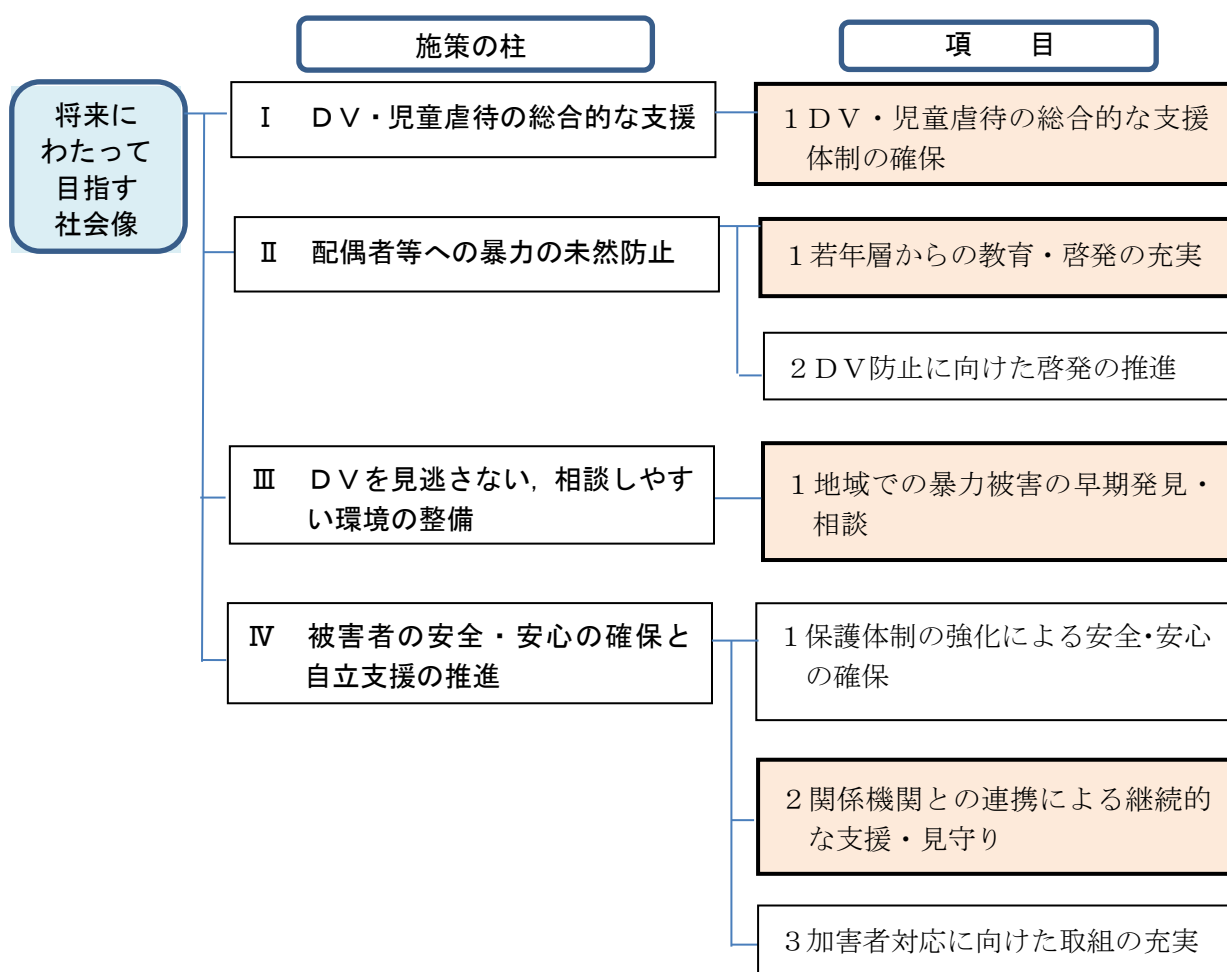 施策の柱
項　　目
将来に
わたって
目指す
社会像
Ⅰ　ＤＶ・児童虐待の総合的な支援
１ＤＶ・児童虐待の総合的な支援
体制の確保
Ⅱ　配偶者等への暴力の未然防止
１若年層からの教育・啓発の充実
２ＤＶ防止に向けた啓発の推進
Ⅲ　ＤＶを見逃さない，相談しやす
い環境の整備
１地域での暴力被害の早期発見・
相談
Ⅳ　被害者の安全・安心の確保と
自立支援の推進
１保護体制の強化による安全･安心
の確保
２関係機関との連携による継続的
な支援・見守り
３加害者対応に向けた取組の充実